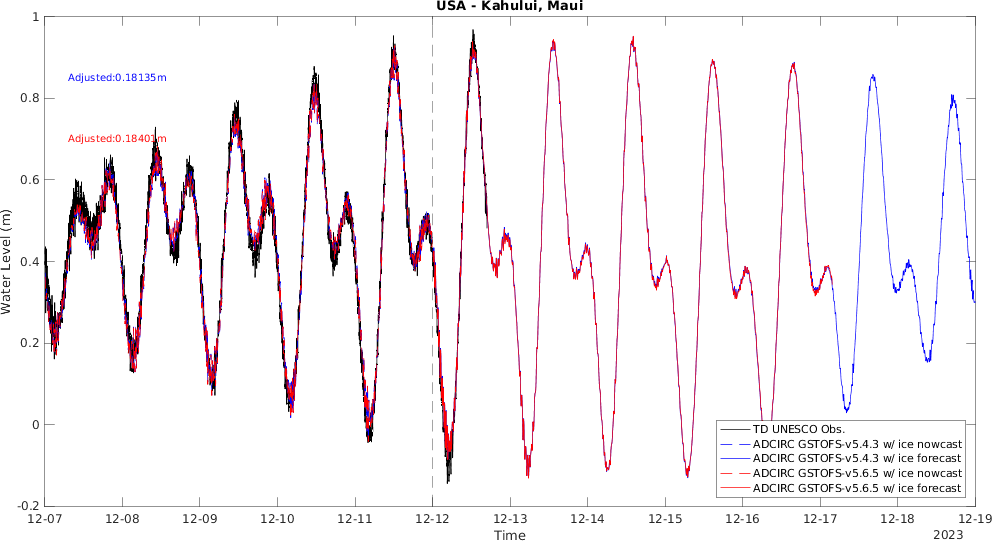 USA - Kahului, Maui
1
0.8
0.6
0.4
0.2
0
-0.2
Water Level (m)
Adjusted:0.18135m
Adjusted:0.18401m
TD UNESCO Obs.
ADCIRC GSTOFS-v5.4.3 w/ ice nowcast
ADCIRC GSTOFS-v5.4.3 w/ ice forecast
ADCIRC GSTOFS-v5.6.5 w/ ice nowcast
ADCIRC GSTOFS-v5.6.5 w/ ice forecast
12-07 12-08 12-09 12-10 12-11 12-12 12-13 12-14 12-15 12-16 12-17 12-18 12-19
Time
2023